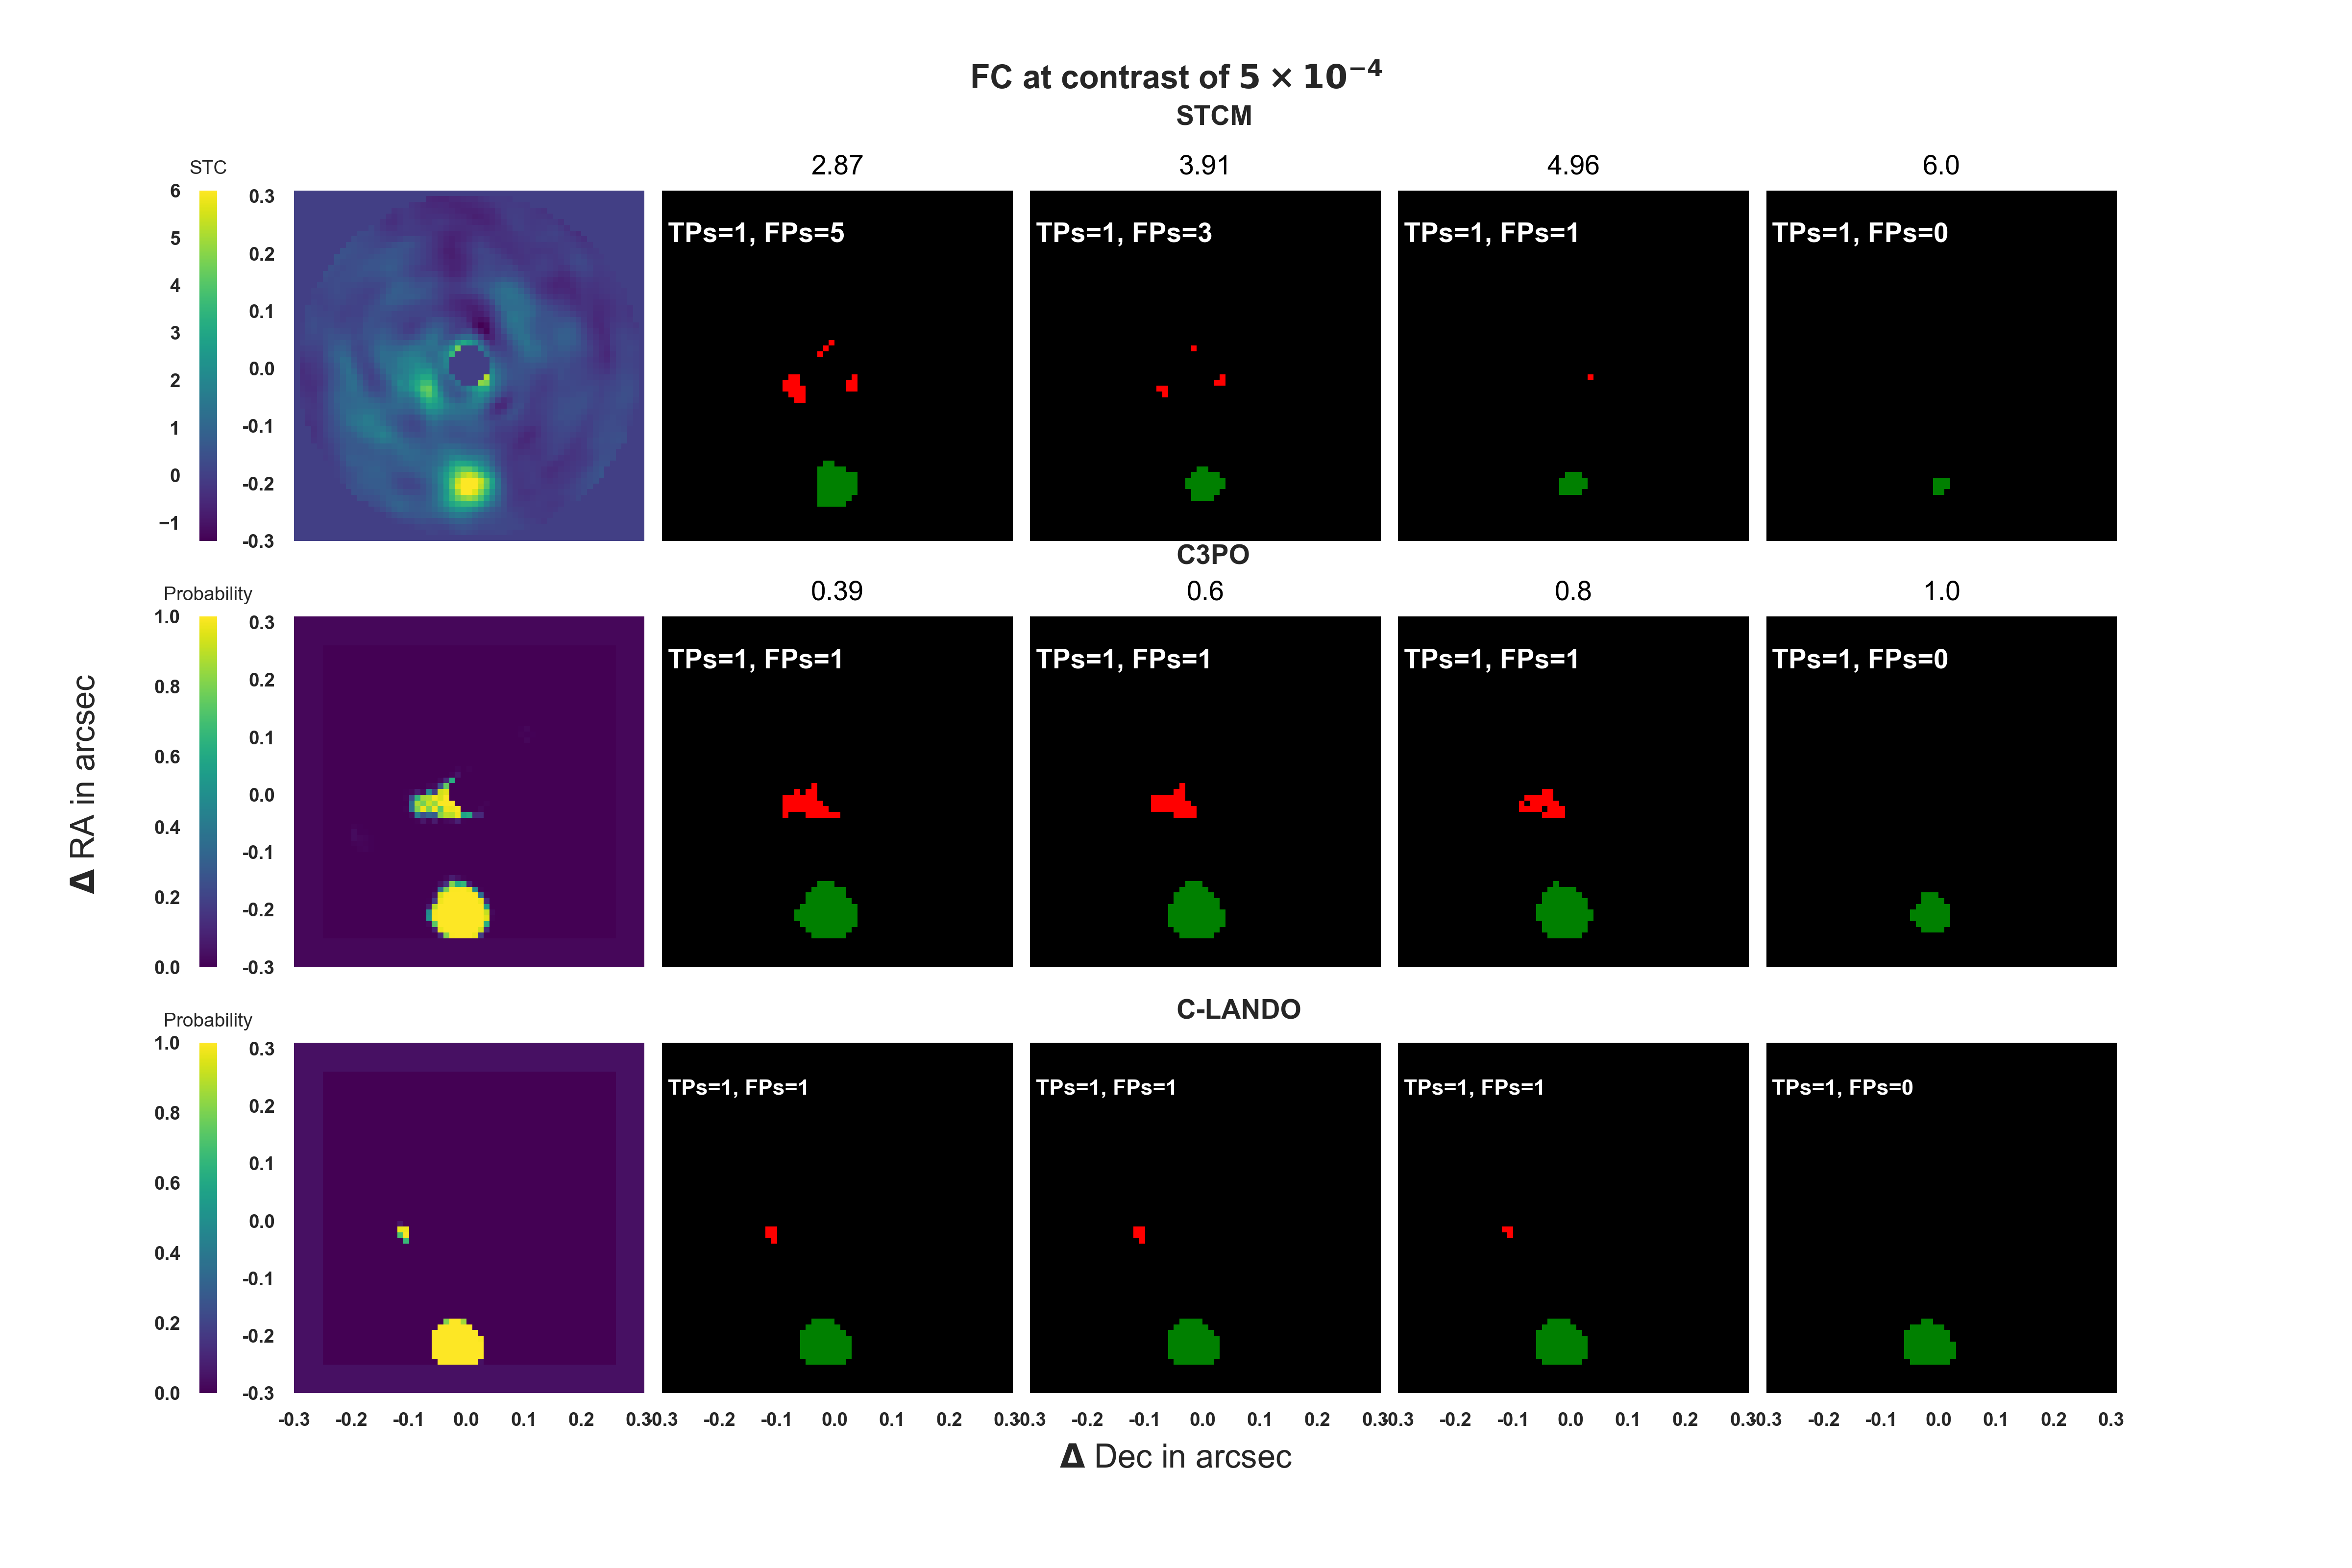 FC at contrast of 5 × 10⁻⁴
STCM
STC 2.87 3.91 4.96 6.0
6 5 4 3 2 1 0 −1
0.3 0.2 0.1 0.0 -0.1 -0.2 -0.3
TPs=1, FPs=5 TPs=1, FPs=3 TPs=1, FPs=1 TPs=1, FPs=0
C3PO
Probability 0.39 0.6 0.8 1.0
1.0 0.8 0.6 0.4 0.2 0.0
0.3 0.2 0.1 0.0 -0.1 -0.2 -0.3
TPs=1, FPs=1 TPs=1, FPs=1 TPs=1, FPs=1 TPs=1, FPs=0
Δ RA in arcsec
C-LANDO
Probability
1.0 0.8 0.6 0.4 0.2 0.0
0.3 0.2 0.1 0.0 -0.1 -0.2 -0.3
TPs=1, FPs=1 TPs=1, FPs=1 TPs=1, FPs=1 TPs=1, FPs=0
-0.3 -0.2 -0.1 0.0 0.1 0.2 0.3 -0.3 -0.2 -0.1 0.0 0.1 0.2 0.3 -0.3 -0.2 -0.1 0.0 0.1 0.2 0.3 -0.3 -0.2 -0.1 0.0 0.1 0.2 0.3 -0.3 -0.2 -0.1 0.0 0.1 0.2 0.3
Δ Dec in arcsec